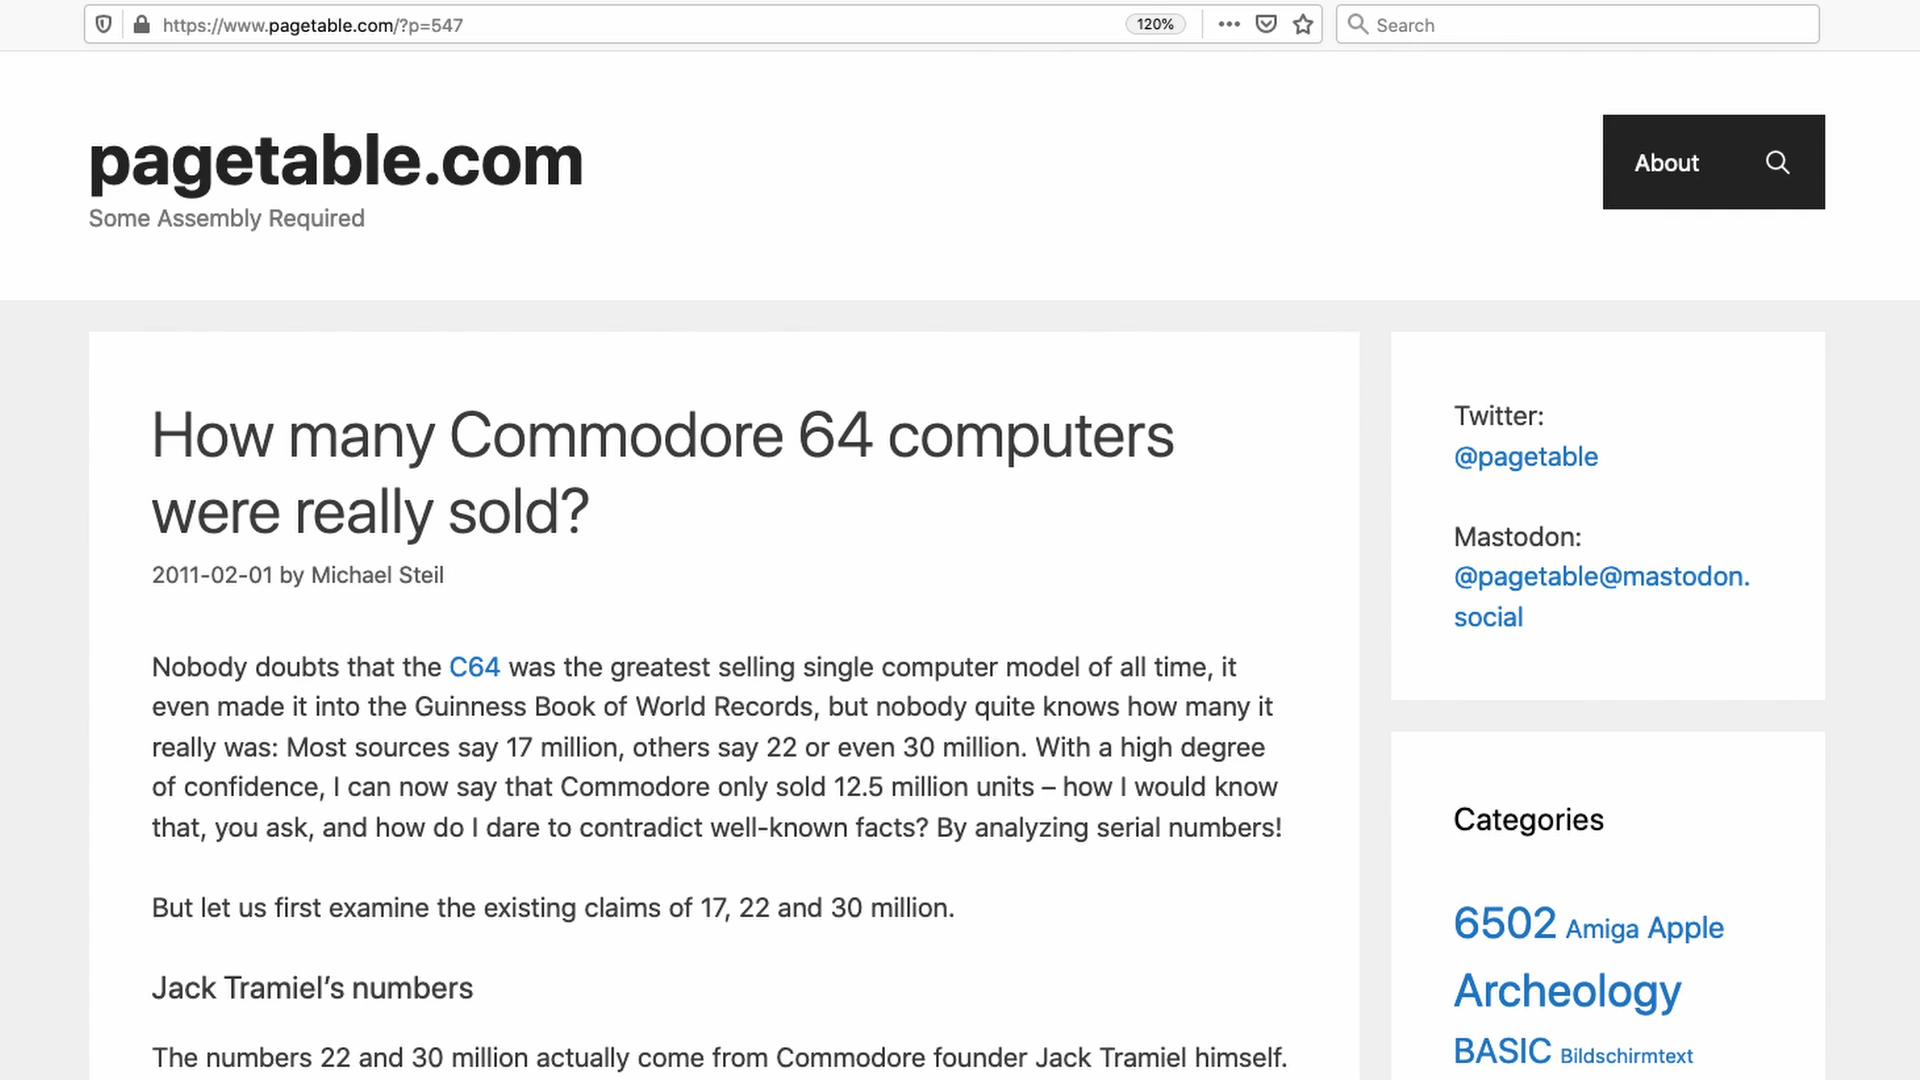 https://www.pagetable.com/?p=547
120%
Search
pagetable.com
Some Assembly Required
About
How many Commodore 64 computers
were really sold?
2011-02-01 by Michael Steil
Nobody doubts that the C64 was the greatest selling single computer model of all time, it
even made it into the Guinness Book of World Records, but nobody quite knows how many it
really was: Most sources say 17 million, others say 22 or even 30 million. With a high degree
of confidence, I can now say that Commodore only sold 12.5 million units – how I would know
that, you ask, and how do I dare to contradict well-known facts? By analyzing serial numbers!
But let us first examine the existing claims of 17, 22 and 30 million.
Jack Tramiel’s numbers
The numbers 22 and 30 million actually come from Commodore founder Jack Tramiel himself.
Twitter:
@pagetable
Mastodon:
@pagetable@mastodon.
social
Categories
6502 Amiga Apple
Archeology
BASIC Bildschirmtext